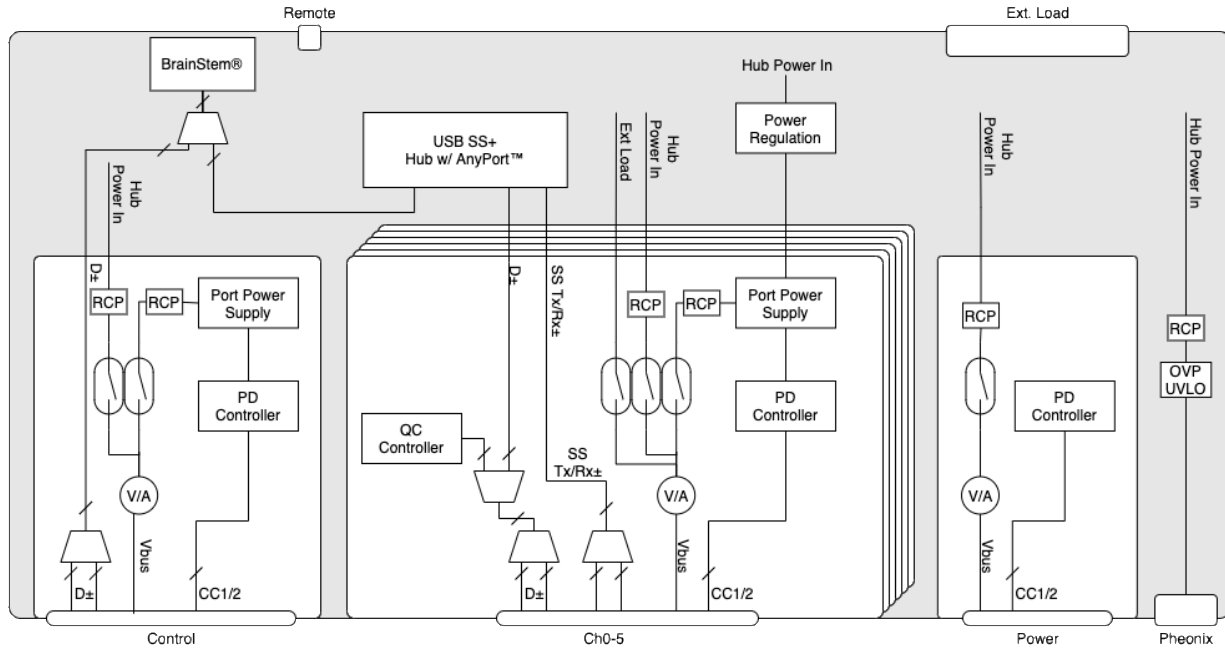 Remote
Ext. Load
BrainStem®
Hub Power In
USB SS+
Hub w/ AnyPort™
Power
Regulation
Hub
Power In
Ext Load
Hub
Power In
Hub
Power In
Hub Power In
D±
RCP
RCP
Port Power
Supply
D±
SS Tx/Rx±
RCP
RCP
Port Power
Supply
RCP
RCP
OVP
UVLO
PD
Controller
PD
Controller
PD
Controller
QC
Controller
SS
Tx/Rx±
V/A
V/A
V/A
Vbus
Vbus
Vbus
D±
CC1/2
D±
CC1/2
CC1/2
Control
Ch0-5
Power
Pheonix